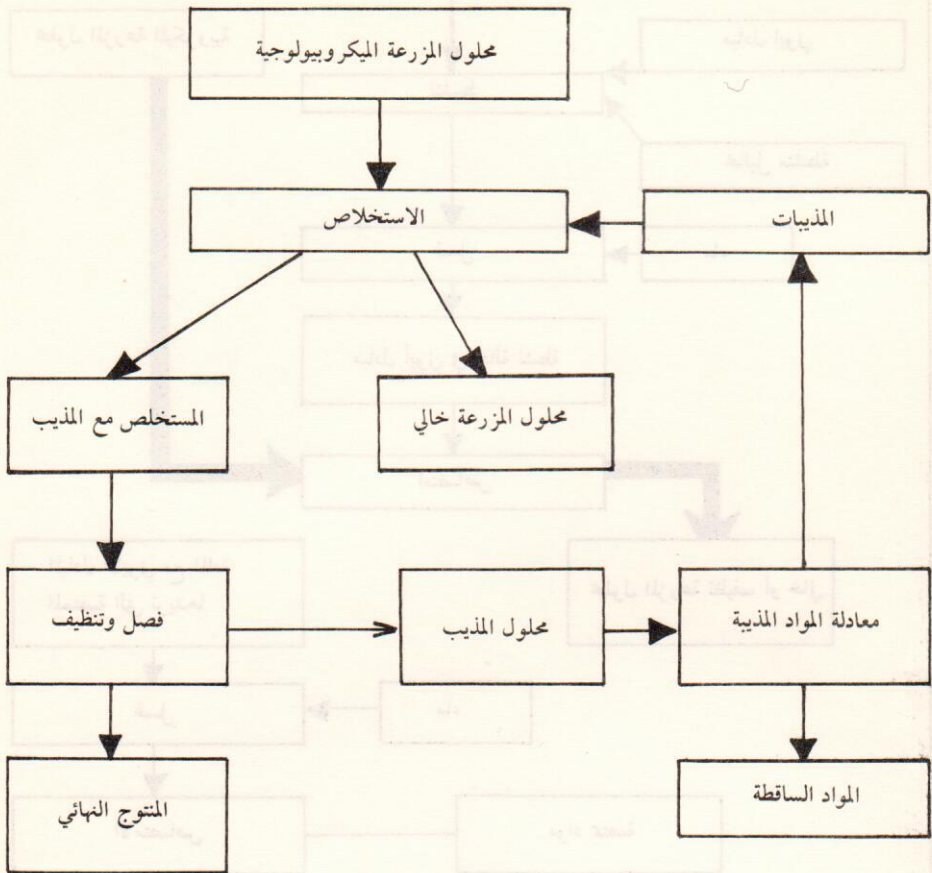 محلول المزرعة الميكروبيولوجية
الاستخلاص
المذيبات
المستخلص مع المذيب
محلول المزرعة خالي
فصل وتنظيف
محلول المذيب
معادلة المواد المذيبة
المنتوج النهائي
المواد الساقطة